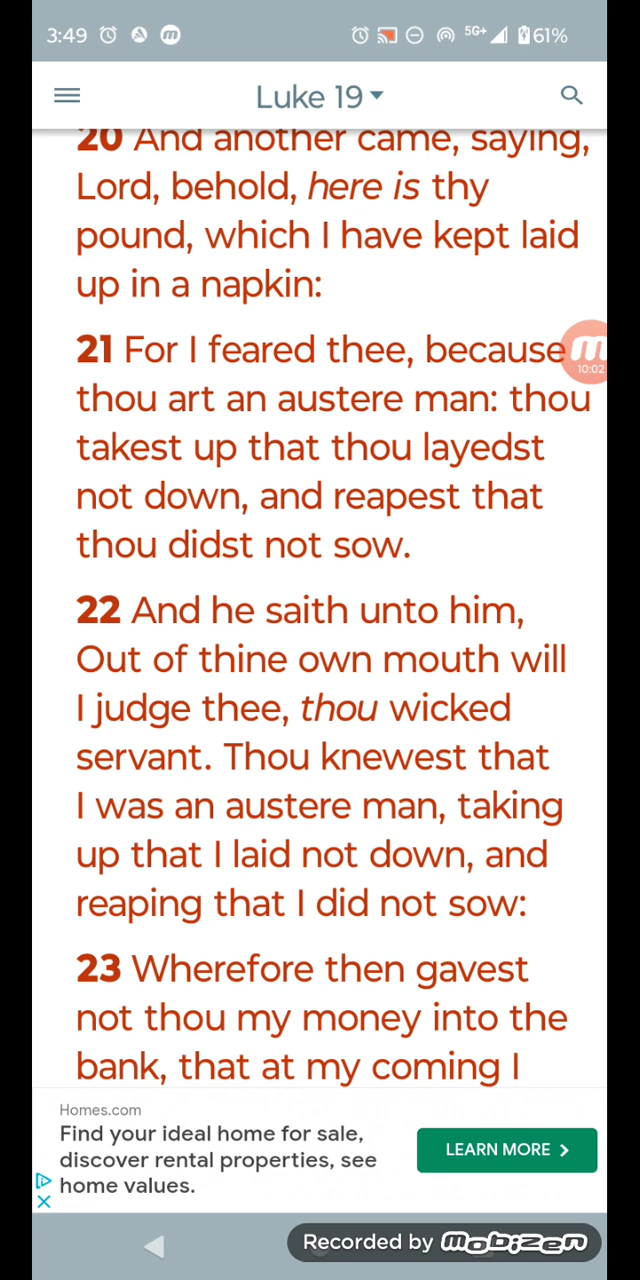 3:49
5G+ 61%
Luke 19
20 And another came, saying,
Lord, behold, here is thy
pound, which I have kept laid
up in a napkin:
21 For I feared thee, because
10:02
thou art an austere man: thou
takest up that thou layedst
not down, and reapest that
thou didst not sow.
22 And he saith unto him,
Out of thine own mouth will
I judge thee, thou wicked
servant. Thou knewest that
I was an austere man, taking
up that I laid not down, and
reaping that I did not sow:
23 Wherefore then gavest
not thou my money into the
bank, that at my coming I
Homes.com
Find your ideal home for sale,
discover rental properties, see
home values.
LEARN MORE
Recorded by mobizen